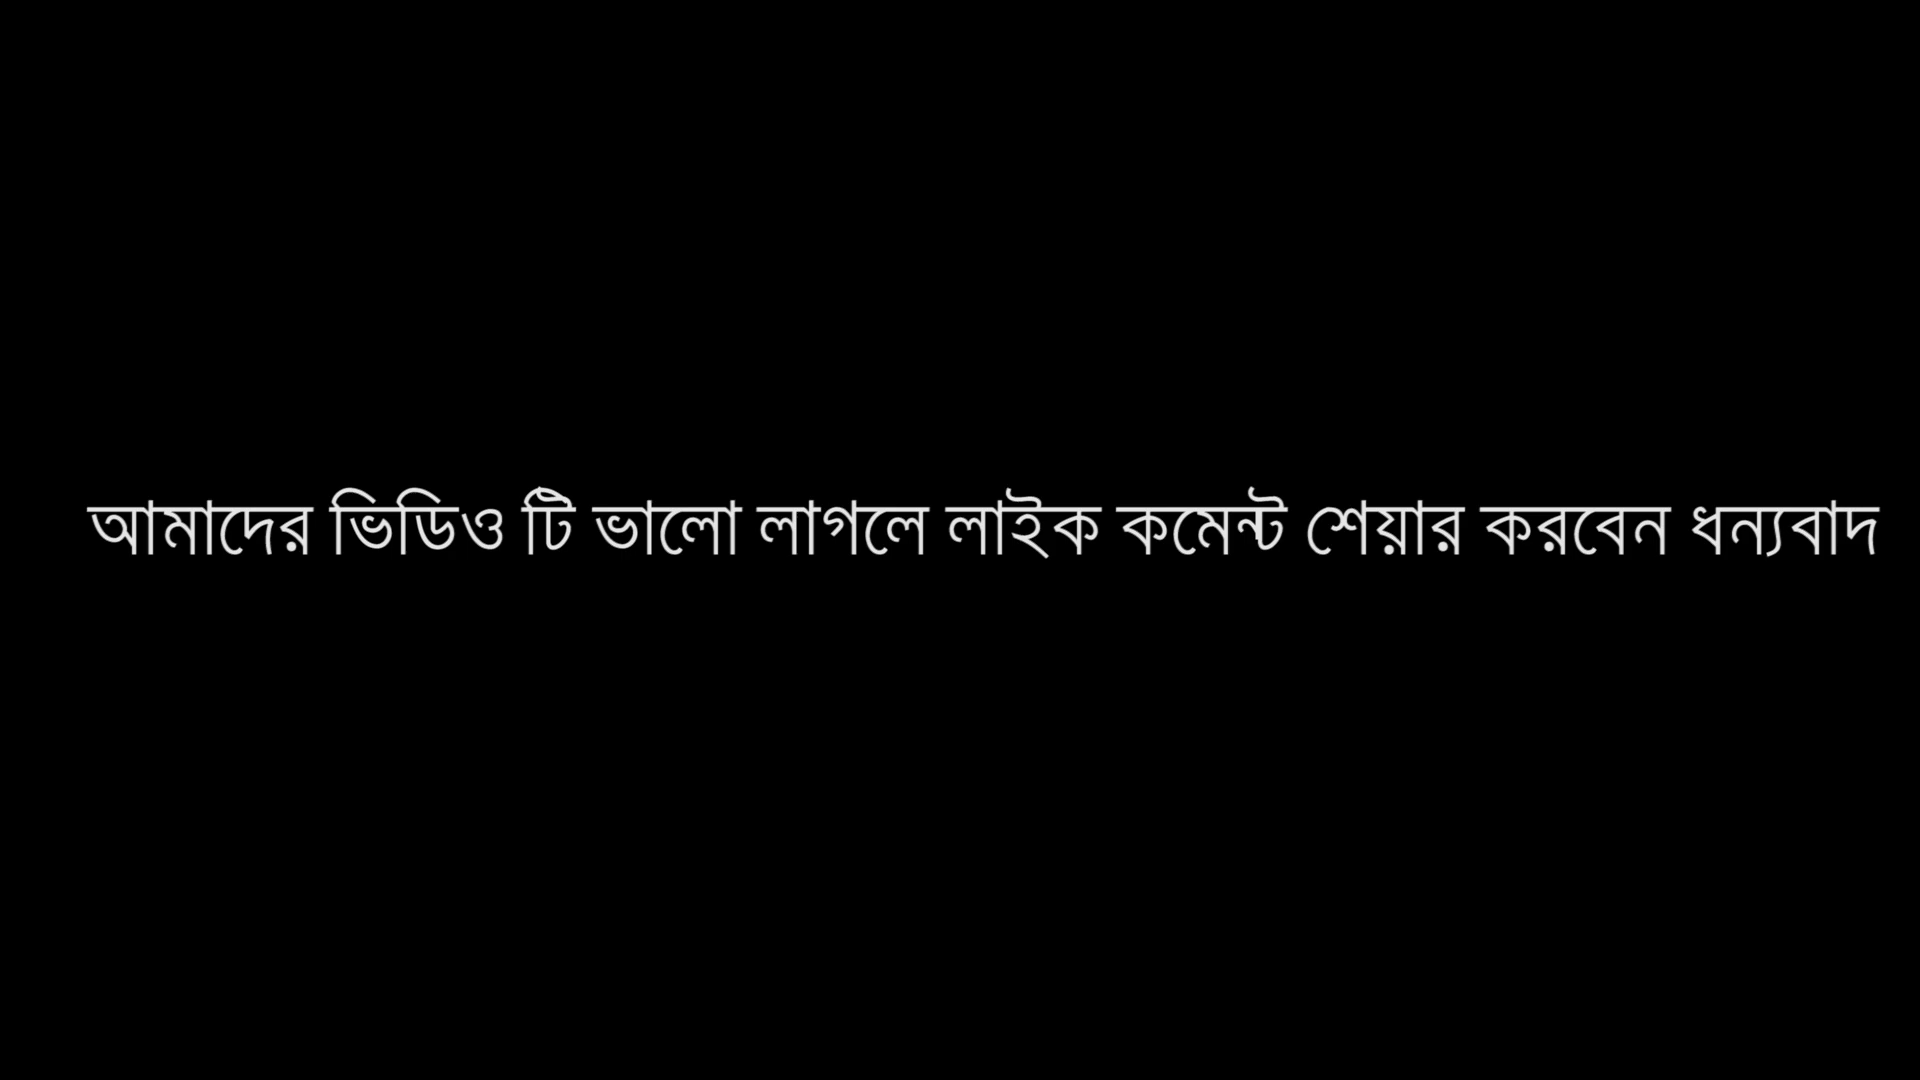 আমাদের ভিডিও টি ভালো লাগলে লাইক কমেন্ট শেয়ার করবেন ধন্যবাদ